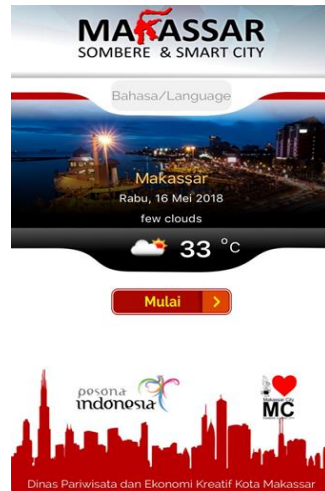 MAKASSAR
SOMBERE & SMART CITY
Bahasa/Language
Makassar
Rabu, 16 Mei 2018
few clouds
33 °C
Mulai >
pesona
indonesia
Makassar City
MC
Dinas Pariwisata dan Ekonomi Kreatif Kota Makassar